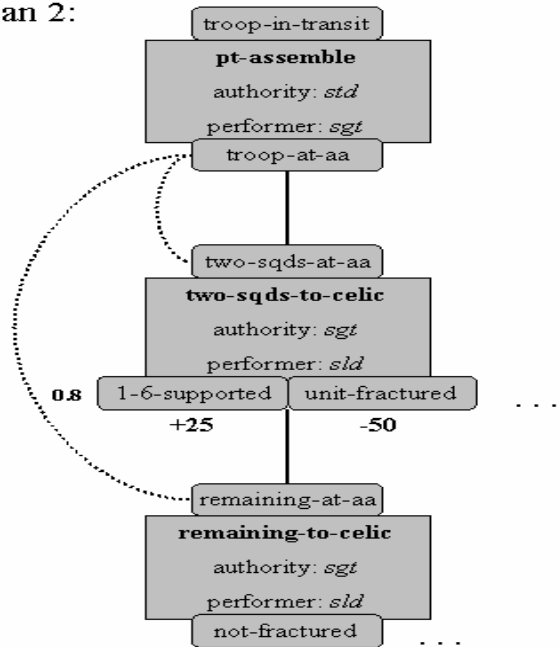 an 2:
troop-in-transit
pt-assemble
authority: std
performer: sgt
troop-at-aa
two-sqds-at-aa
two-sqds-to-celic
authority: sgt
performer: sld
0.8 1-6-supported unit-fractured . . .
+25 -50
remaining-at-aa
remaining-to-celic
authority: sgt
performer: sld
not-fractured . . .